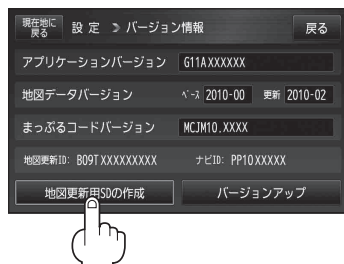 現在地に
戻る 設定 > バージョン情報 戻る
アプリケーションバージョン G11AXXXXXX
地図データバージョン ベース 2010-00 更新 2010-02
まっぷるコードバージョン MCJM10.XXXX
地図更新ID: B09TXXXXXXXXX ナビID: PP10XXXXX
地図更新用SDの作成 バージョンアップ